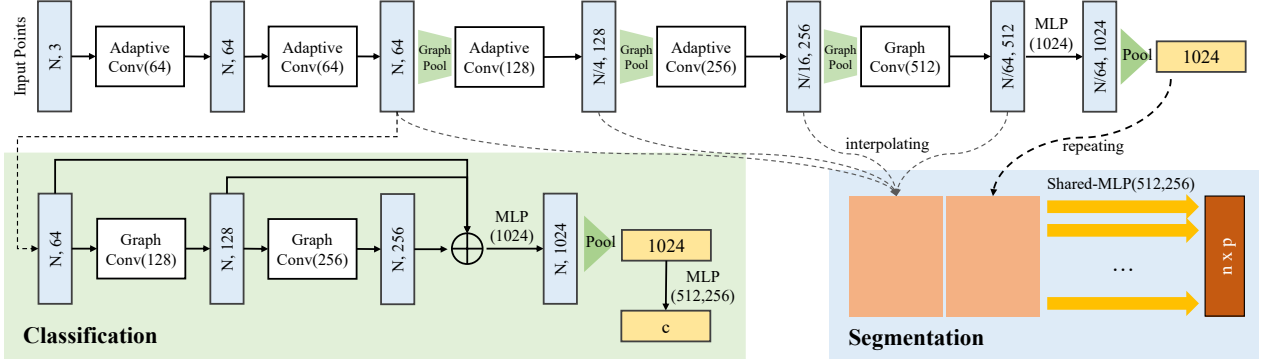 Input Points
N, 3
Adaptive
Conv(64)
N, 64
Adaptive
Conv(64)
N, 64
Graph
Pool
Adaptive
Conv(128)
N/4, 128
Graph
Pool
Adaptive
Conv(256)
N/16, 256
Graph
Pool
Graph
Conv(512)
N/64, 512
MLP
(1024)
N/64, 1024
Pool
1024
interpolating
repeating
N, 64
Graph
Conv(128)
N, 128
Graph
Conv(256)
N, 256
MLP
(1024)
N, 1024
Pool
1024
MLP
(512,256)
c
Classification
Shared-MLP(512,256)
...
n x p
Segmentation